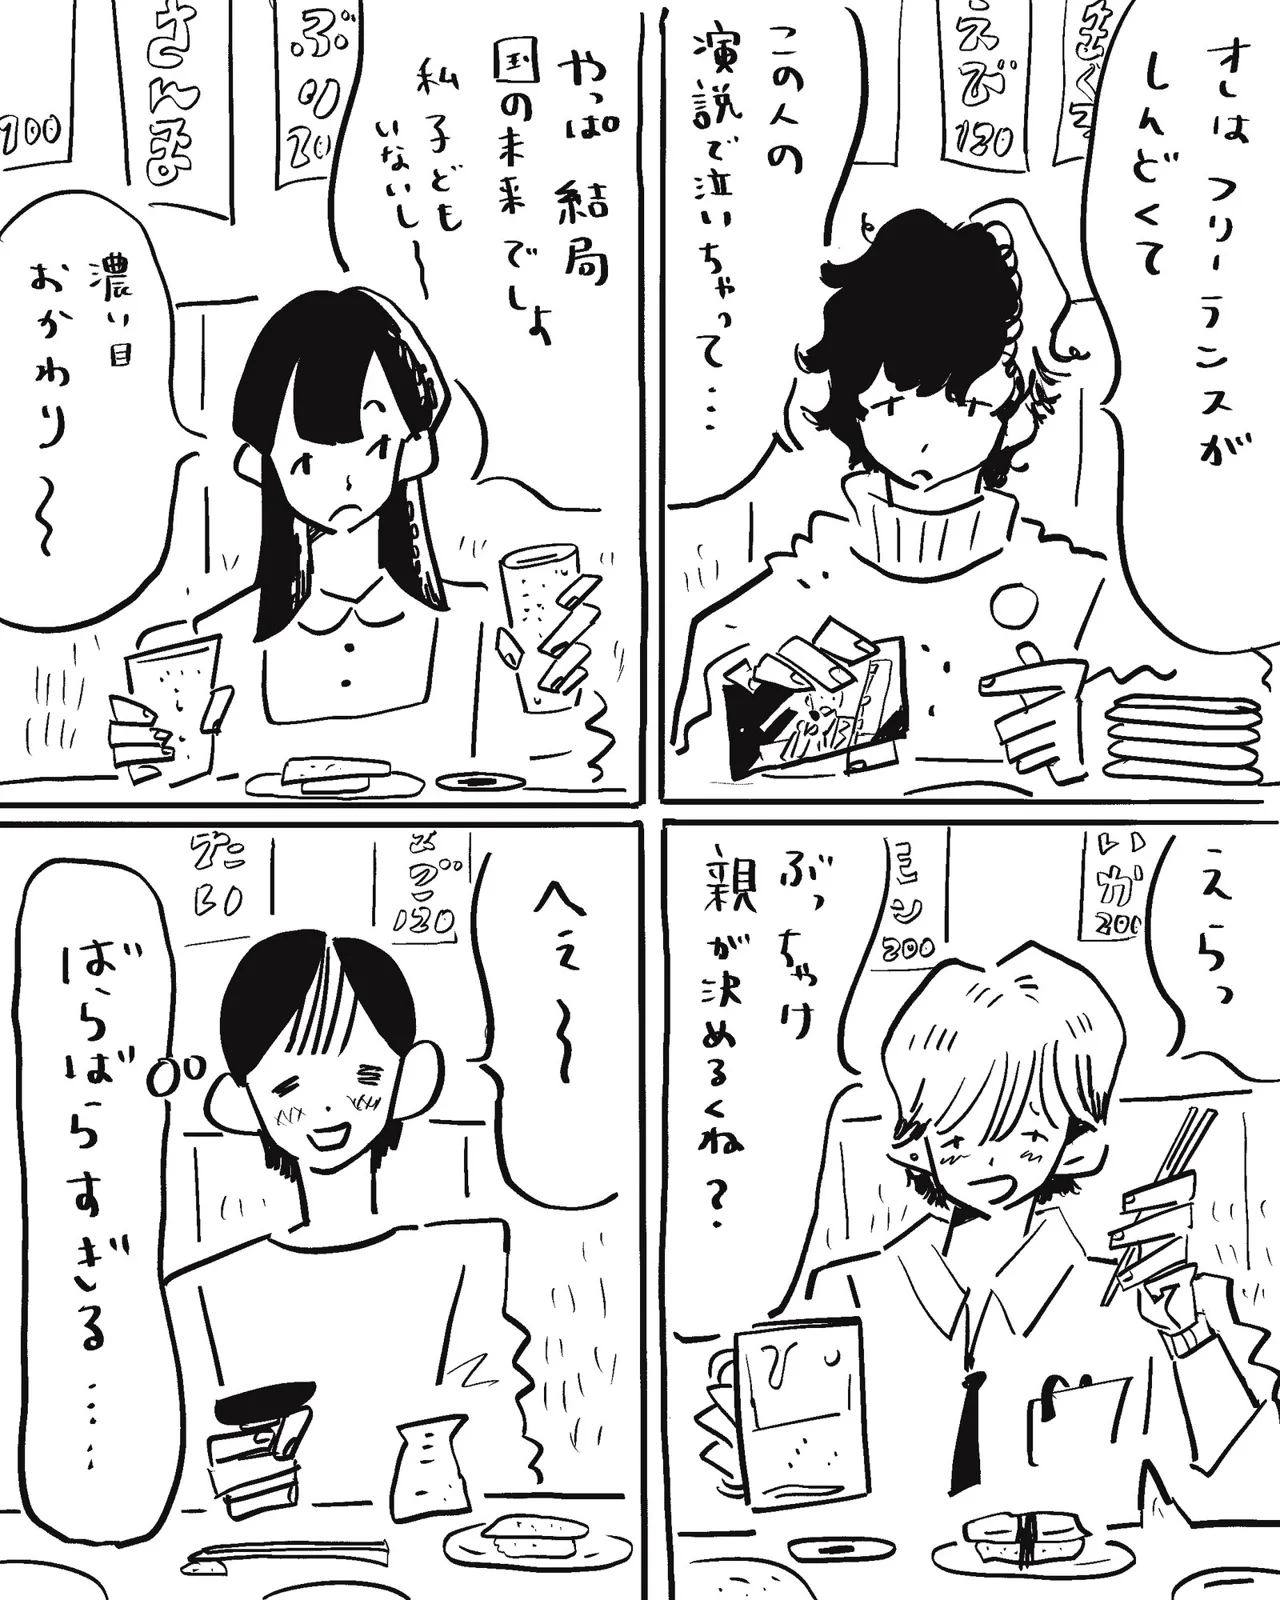 オレは フリーランスが
しんどくて
この人の
演説で泣いちゃって…
まぐろ
えび
120
やっぱ 結局
国の未来でしょ
私 子ども
いないし〜
濃い目
おかわり〜
ぶり
さんま
100
えらっ
ぶっちゃけ
親が決めるくね？
いか
200
200
へえ〜
ばらばらすぎる……
120